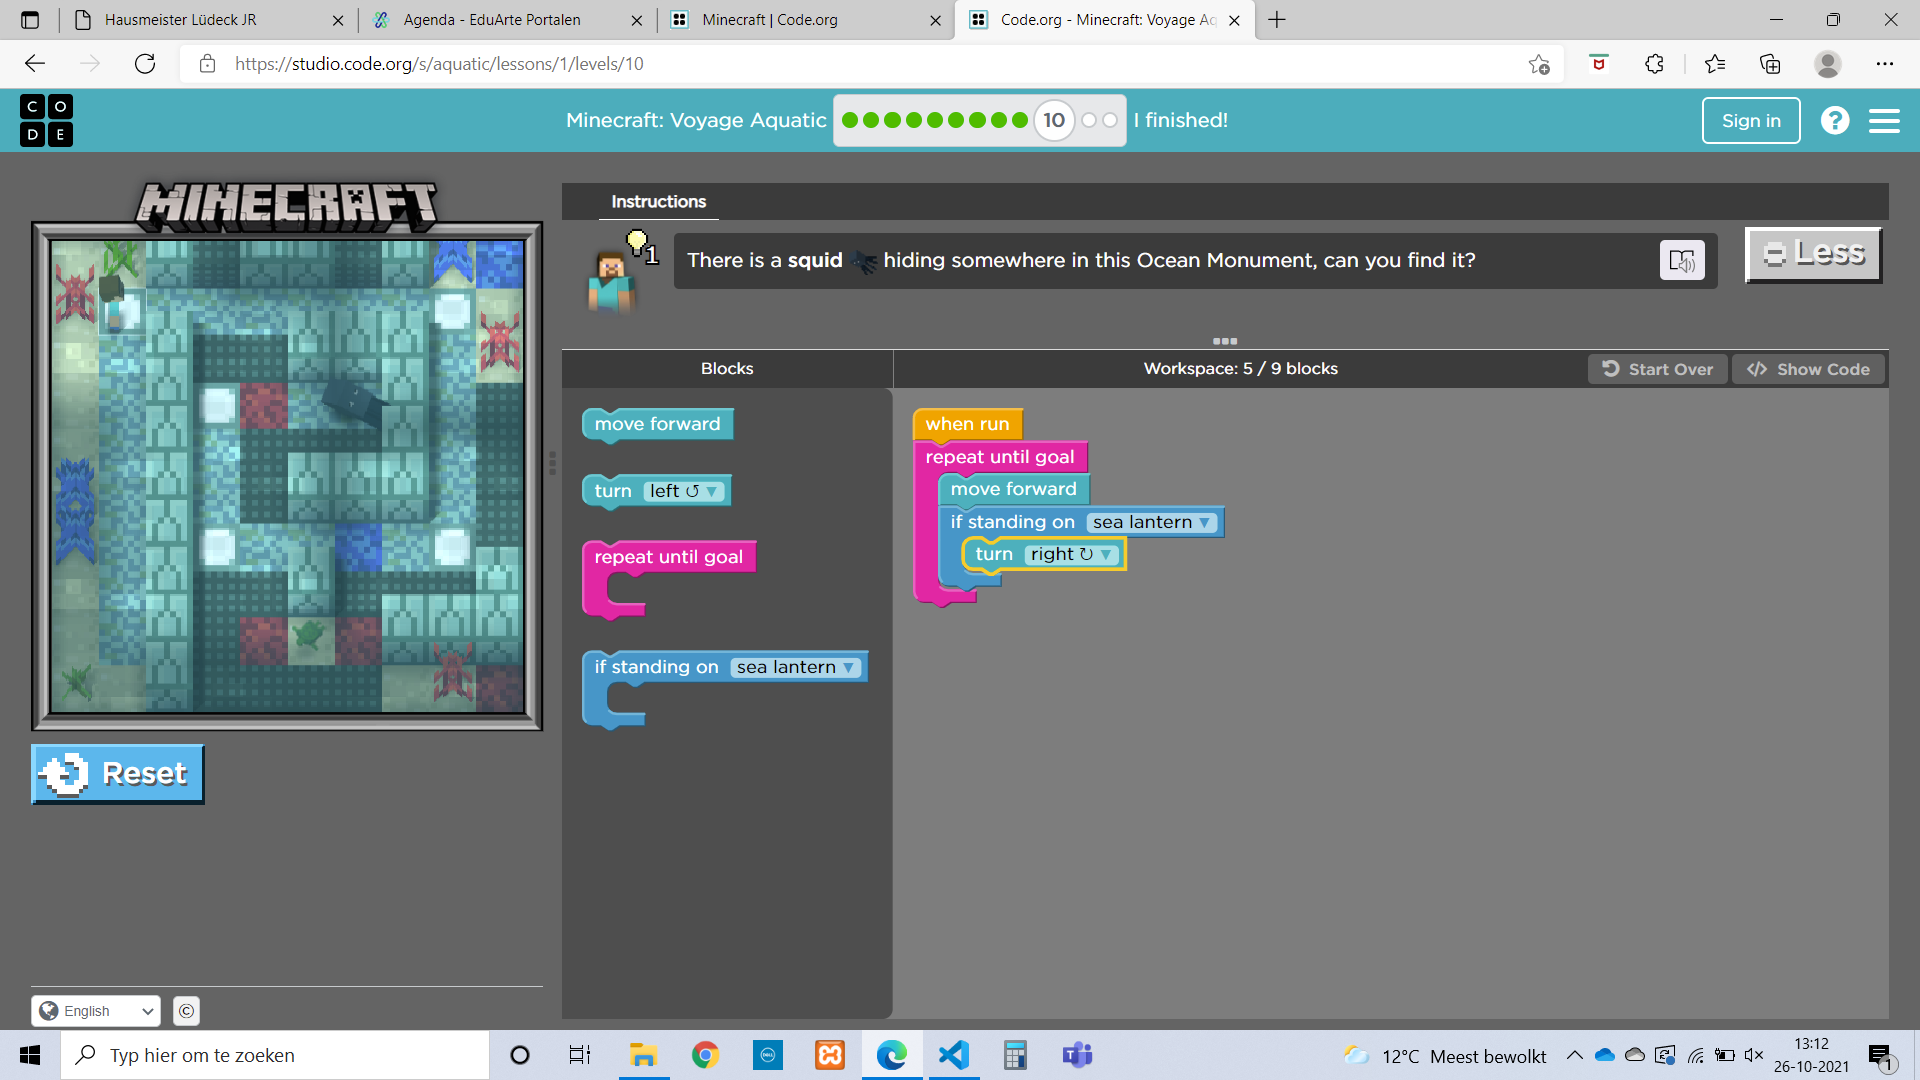 Hausmeister Lüdeck JR
Agenda - EduArte Portalen
Minecraft | Code.org
Code.org - Minecraft: Voyage Aq
https://studio.code.org/s/aquatic/lessons/1/levels/10
C O
D E
Minecraft: Voyage Aquatic
10
I finished!
Sign in
?
MINECRAFT
Instructions
1
There is a squid hiding somewhere in this Ocean Monument, can you find it?
Less
Blocks
Workspace: 5 / 9 blocks
Start Over
</> Show Code
move forward
turn left ↺ ▼
repeat until goal
if standing on sea lantern ▼
when run
repeat until goal
move forward
if standing on sea lantern ▼
turn right ↻ ▼
Reset
English
©
Typ hier om te zoeken
DELL
12°C Meest bewolkt
13:12
26-10-2021
1